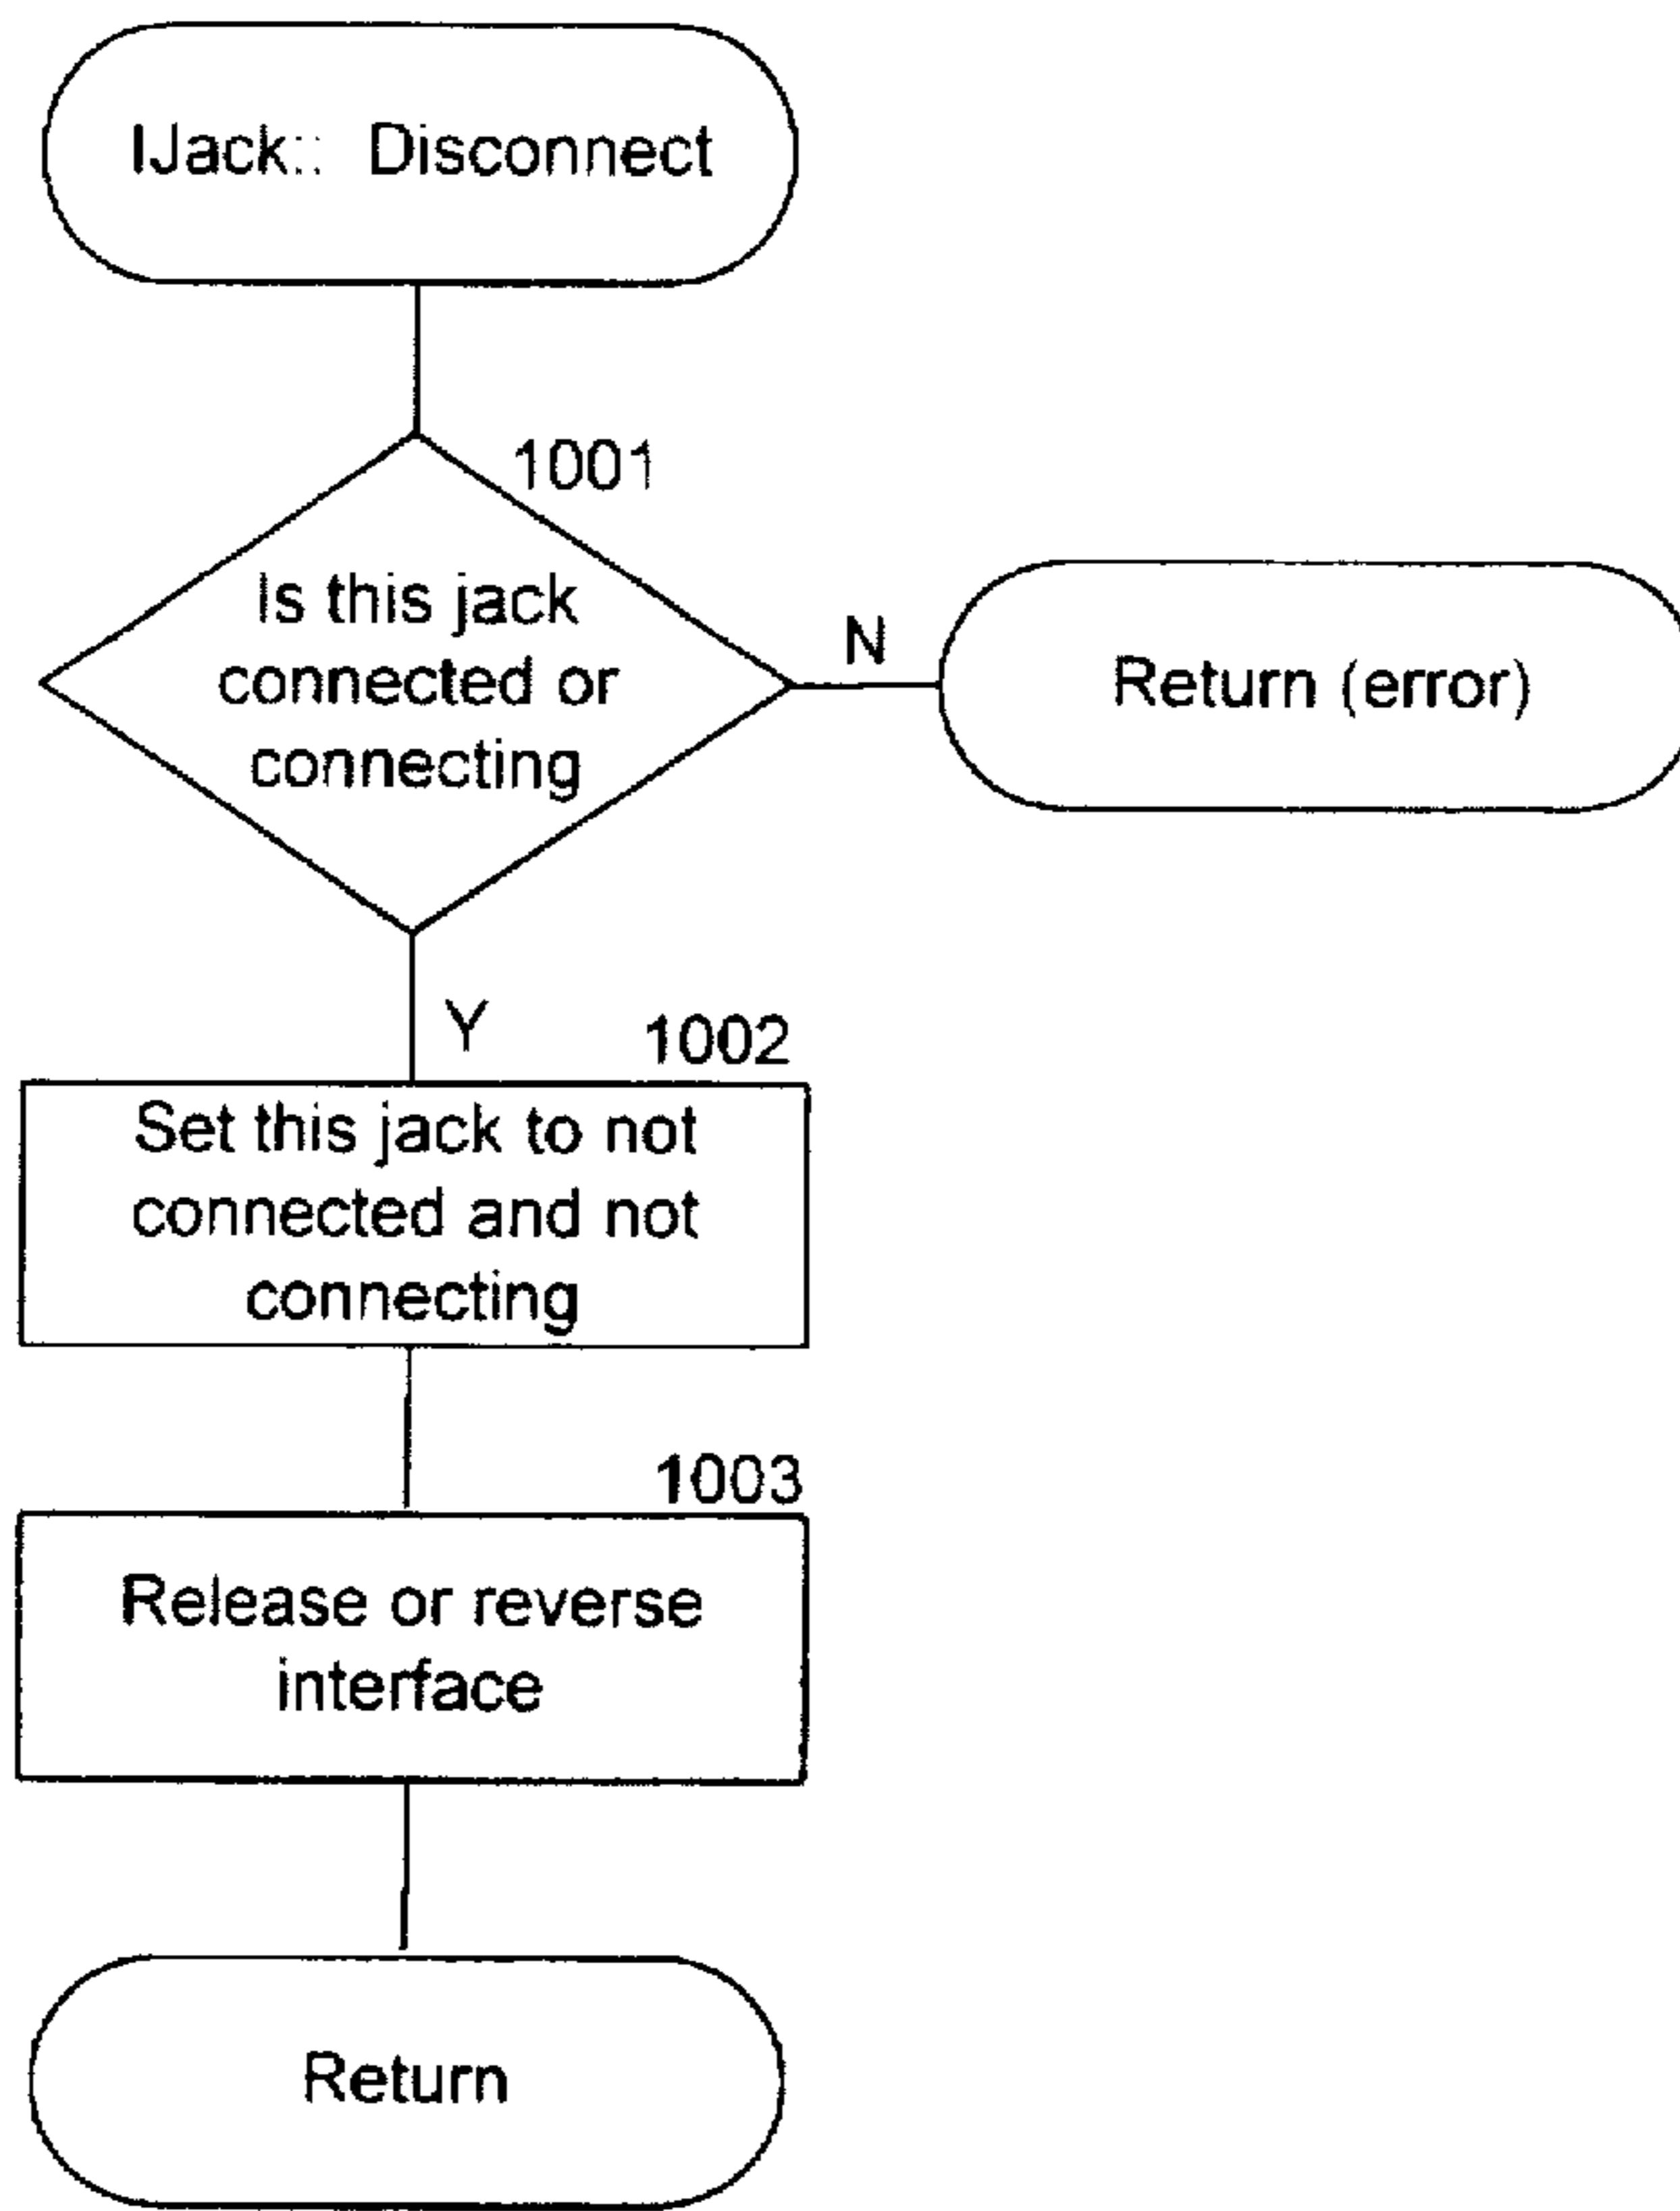 IJack:: Disconnect
1001
Is this jack
connected or
connecting
N
Return (error)
Y
1002
Set this jack to not
connected and not
connecting
1003
Release or reverse
interface
Return